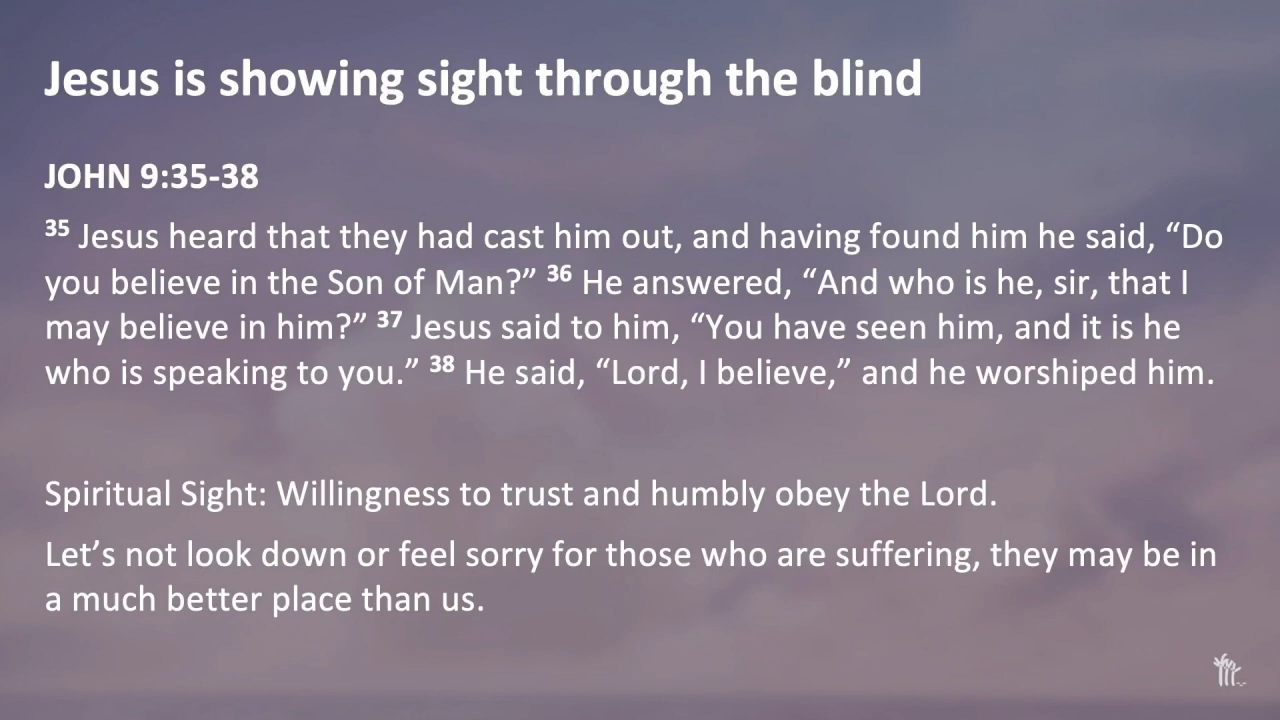 Jesus is showing sight through the blind
JOHN 9:35-38
35 Jesus heard that they had cast him out, and having found him he said, “Do
you believe in the Son of Man?” 36 He answered, “And who is he, sir, that I
may believe in him?” 37 Jesus said to him, “You have seen him, and it is he
who is speaking to you.” 38 He said, “Lord, I believe,” and he worshiped him.
Spiritual Sight: Willingness to trust and humbly obey the Lord.
Let’s not look down or feel sorry for those who are suffering, they may be in
a much better place than us.